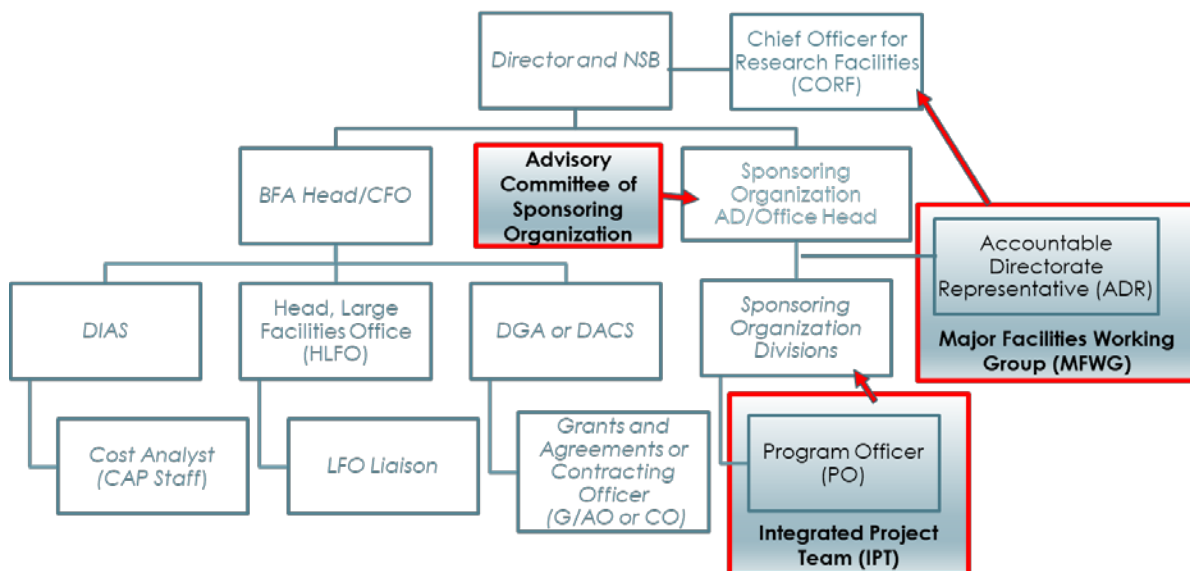 Director and NSB
Chief Officer for
Research Facilities
(CORF)
BFA Head/CFO
Advisory
Committee of
Sponsoring
Organization
Sponsoring
Organization
AD/Office Head
Accountable
Directorate
Representative (ADR)
Major Facilities Working
Group (MFWG)
DIAS
Head, Large
Facilities Office
(HLFO)
DGA or DACS
Sponsoring
Organization
Divisions
Cost Analyst
(CAP Staff)
LFO Liaison
Grants and
Agreements or
Contracting
Officer
(G/AO or CO)
Program Officer
(PO)
Integrated Project
Team (IPT)